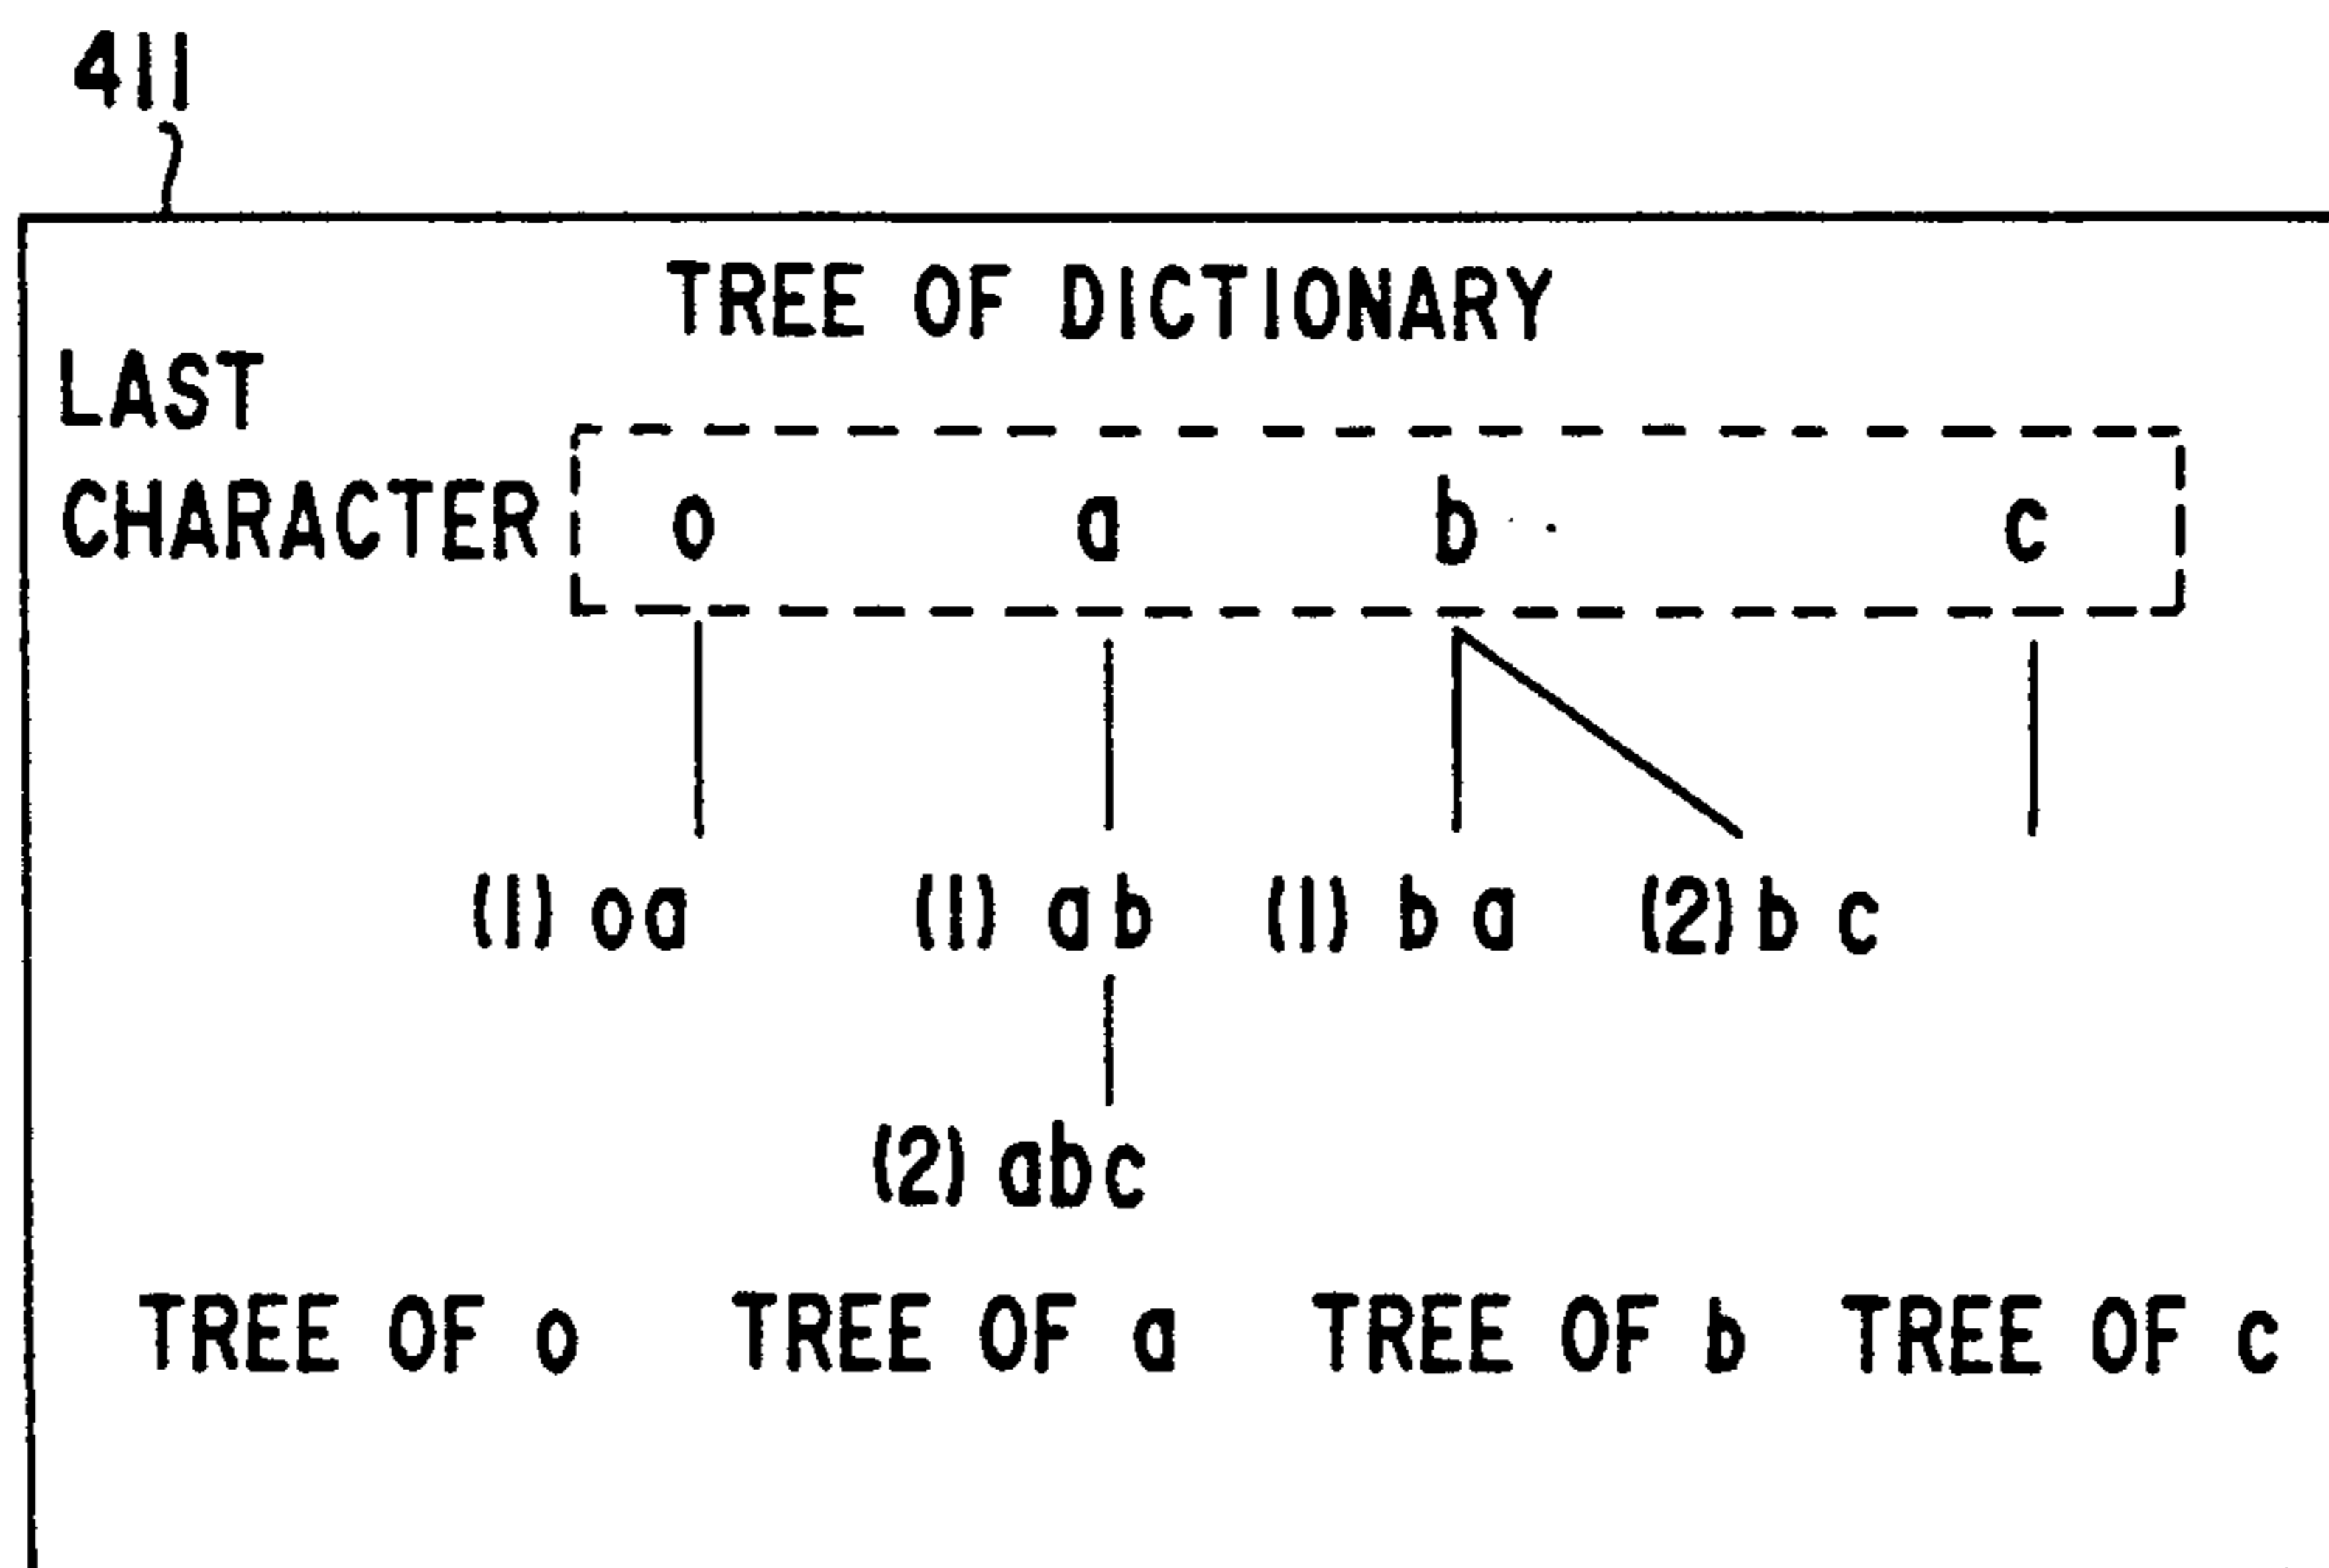 411
TREE OF DICTIONARY
LAST
CHARACTER o a b c
(1) oa (1) ab (1) ba (2) bc
(2) abc
TREE OF o TREE OF a TREE OF b TREE OF c